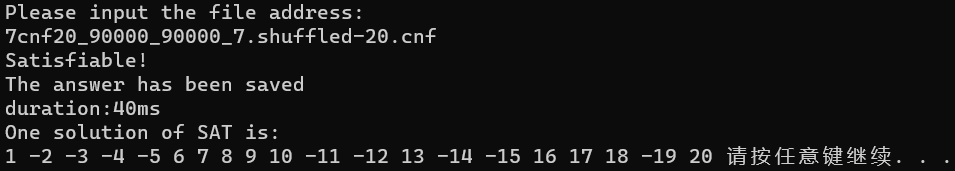 Please input the file address:
7cnf20_90000_90000_7.shuffled-20.cnf
Satisfiable!
The answer has been saved
duration:40ms
One solution of SAT is:
1 -2 -3 -4 -5 6 7 8 9 10 -11 -12 13 -14 -15 16 17 18 -19 20 请按任意键继续. . .